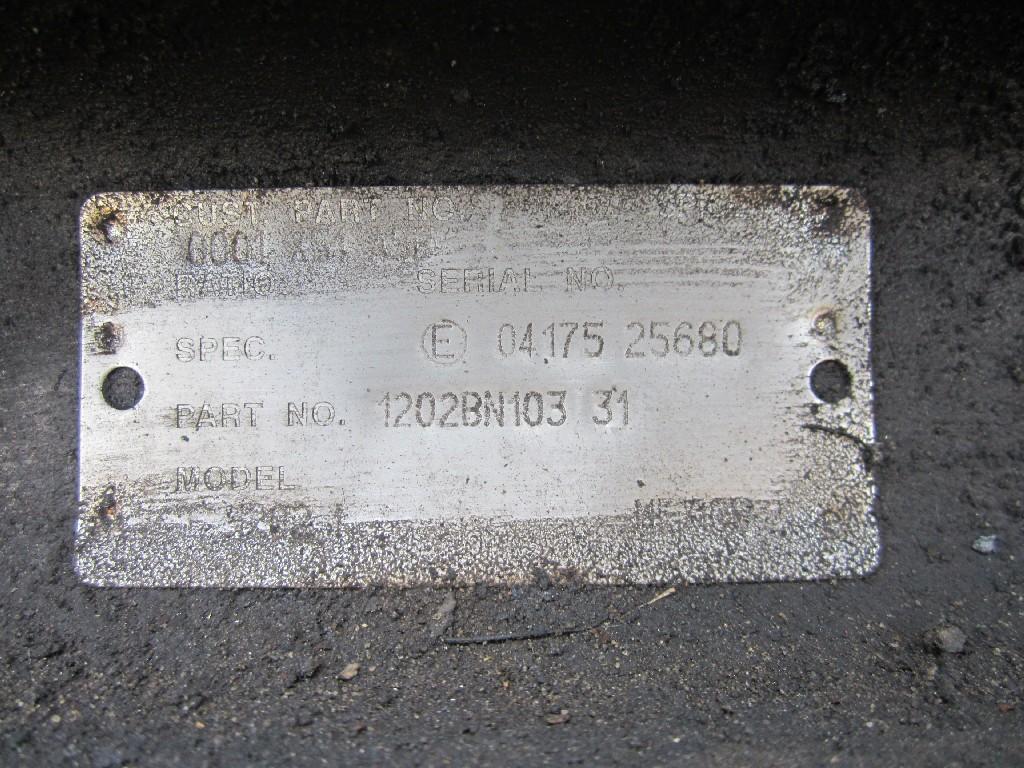 CUST PART NO.
RATIO SERIAL NO.
SPEC. E 04175 25680
PART NO. 1202BN103 31
MODEL